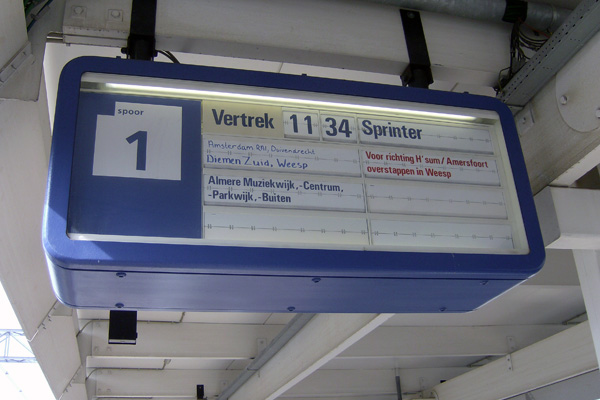 spoor
1
Vertrek 11 34 Sprinter
Amsterdam RAI, Duivendrecht
Diemen Zuid, Weesp
Voor richting H'sum/Amersfoort
overstappen in Weesp
Almere Muziekwijk,-Centrum,
-Parkwijk,-Buiten